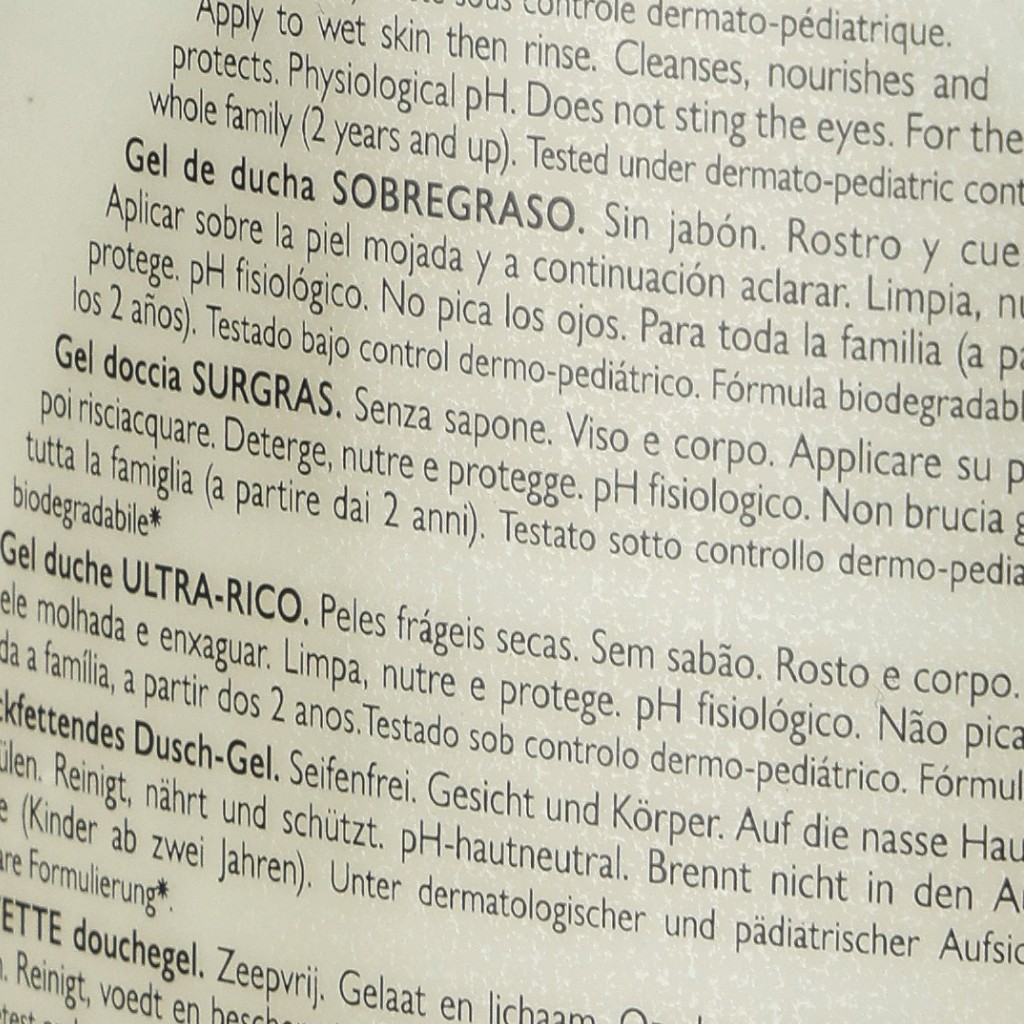 sous contrôle dermato-pédiatrique.
Apply to wet skin then rinse. Cleanses, nourishes and
protects. Physiological pH. Does not sting the eyes. For the
whole family (2 years and up). Tested under dermato-pediatric cont
Gel de ducha SOBREGRASO. Sin jabón. Rostro y cue
Aplicar sobre la piel mojada y a continuación aclarar. Limpia, nu
protege. pH fisiológico. No pica los ojos. Para toda la familia (a pa
los 2 años). Testado bajo control dermo-pediátrico. Fórmula biodegradabl
Gel doccia SURGRAS. Senza sapone. Viso e corpo. Applicare su p
poi risciacquare. Deterge, nutre e protegge. pH fisiologico. Non brucia g
tutta la famiglia (a partire dai 2 anni). Testato sotto controllo dermo-pedia
biodegradabile*
Gel duche ULTRA-RICO. Peles frágeis secas. Sem sabão. Rosto e corpo.
ele molhada e enxaguar. Limpa, nutre e protege. pH fisiológico. Não pica
da a família, a partir dos 2 anos. Testado sob controlo dermo-pediátrico. Fórmul
ckfettendes Dusch-Gel. Seifenfrei. Gesicht und Körper. Auf die nasse Hau
ülen. Reinigt, nährt und schützt. pH-hautneutral. Brennt nicht in den A
e (Kinder ab zwei Jahren). Unter dermatologischer und pädiatrischer Aufsic
are Formulierung*.
ETTE douchegel. Zeepvrij. Gelaat en lichaam.
n. Reinigt, voedt en besche